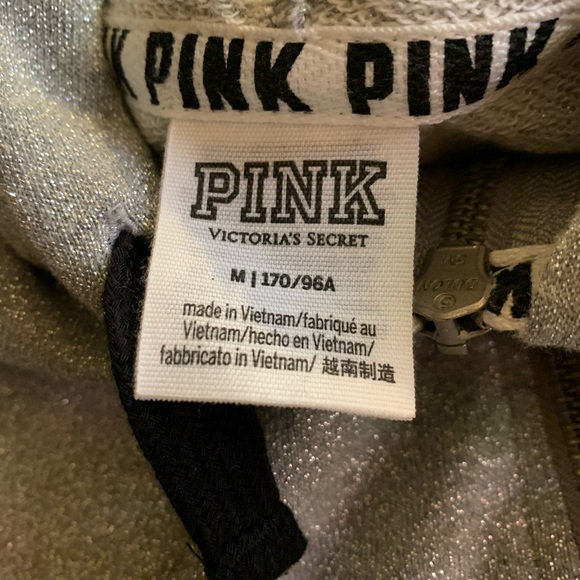 PINK PINK
PINK
VICTORIA'S SECRET
M | 170/96A
made in Vietnam/fabriqué au
Vietnam/hecho en Vietnam/
fabbricato in Vietnam/ 越南制造